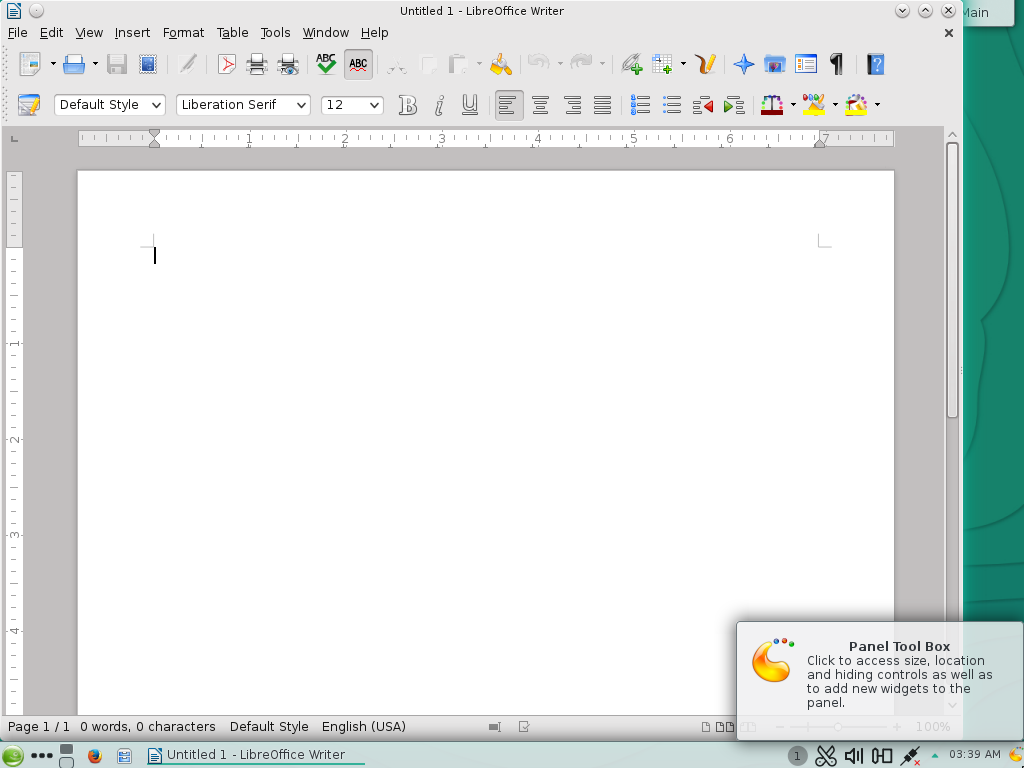 Untitled 1 - LibreOffice Writer
Main
File Edit View Insert Format Table Tools Window Help
ABC ABC
Default Style Liberation Serif 12
1 2 3 4 5 6 7
1
2
3
4
Panel Tool Box
Click to access size, location
and hiding controls as well as
to add new widgets to the
panel.
Page 1 / 1 0 words, 0 characters Default Style English (USA) 100%
Untitled 1 - LibreOffice Writer 1 03:39 AM